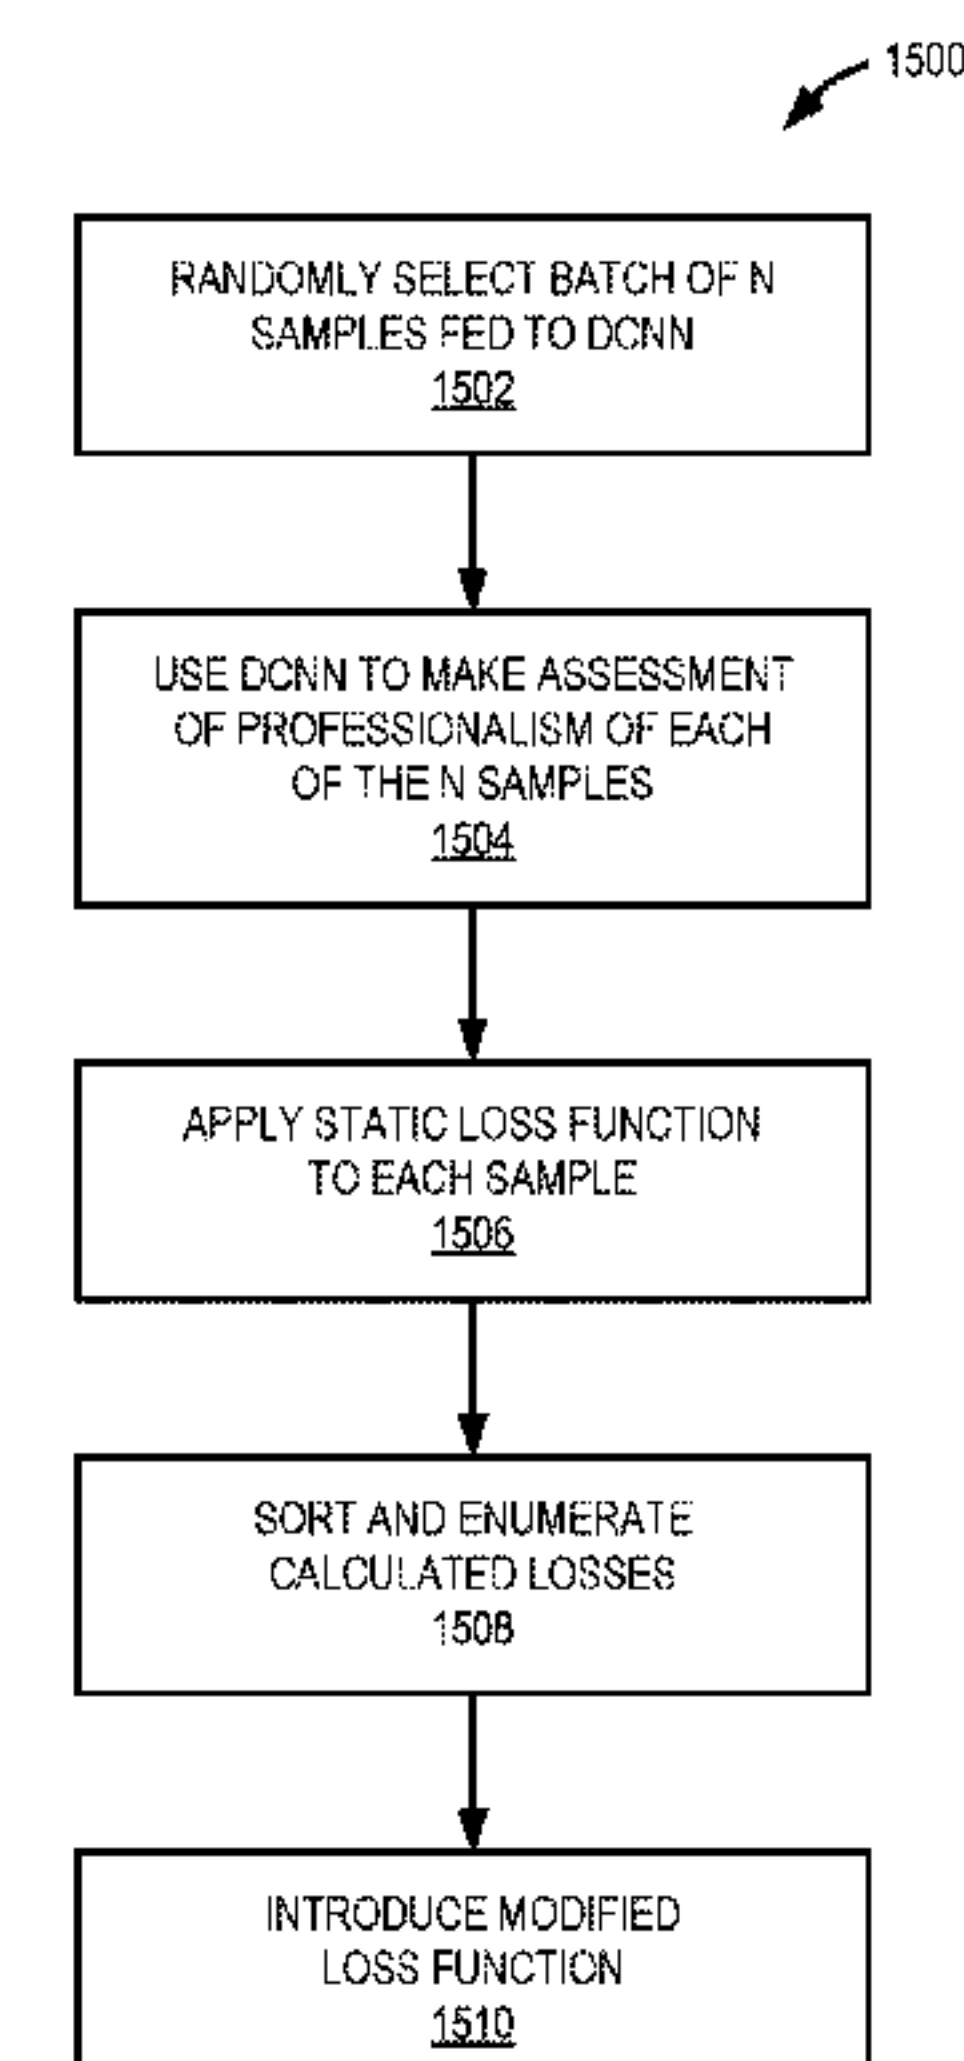 1500
RANDOMLY SELECT BATCH OF N
SAMPLES FED TO DCNN
1502
USE DCNN TO MAKE ASSESSMENT
OF PROFESSIONALISM OF EACH
OF THE N SAMPLES
1504
APPLY STATIC LOSS FUNCTION
TO EACH SAMPLE
1506
SORT AND ENUMERATE
CALCULATED LOSSES
1508
INTRODUCE MODIFIED
LOSS FUNCTION
1510